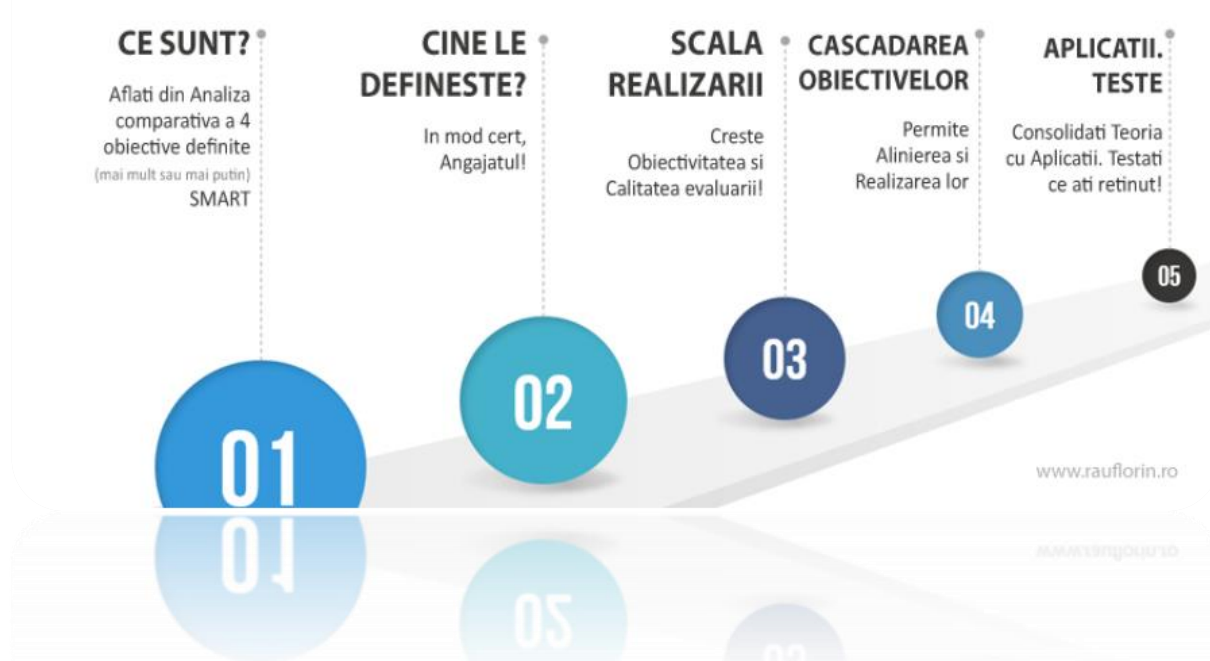 CE SUNT?
Aflati din Analiza
comparativa a 4
obiective definite
(mai mult sau mai putin)
SMART
01
CINE LE
DEFINESTE?
In mod cert,
Angajatul!
02
SCALA
REALIZARII
Creste
Obiectivitatea si
Calitatea evaluarii!
03
CASCADAREA
OBIECTIVELOR
Permite
Alinierea si
Realizarea lor
04
APLICATII.
TESTE
Consolidati Teoria
cu Aplicatii. Testati
ce ati retinut!
05
www.rauflorin.ro